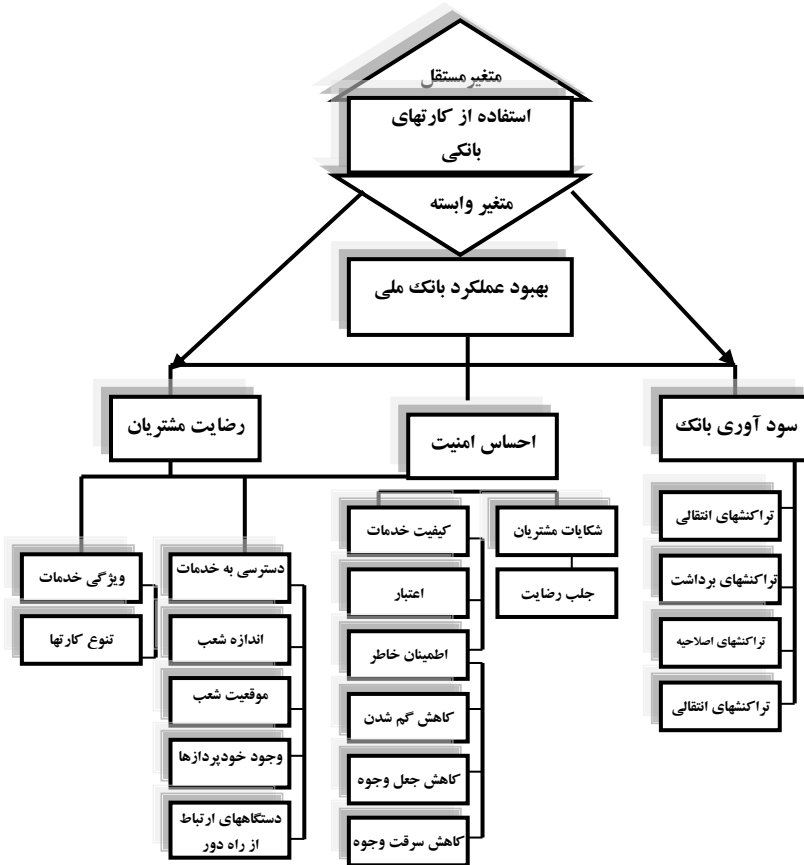 متغیرمستقل
استفاده از کارتهای
بانکی
متغیر وابسته
بهبود عملکرد بانک ملی
سود آوری بانک
احساس امنیت
رضایت مشتریان
تراکنشهای انتقالی
تراکنشهای برداشت
تراکنشهای اصلاحیه
تراکنشهای انتقالی
شکایات مشتریان
جلب رضایت
کیفیت خدمات
اعتبار
اطمینان خاطر
کاهش گم شدن
کاهش جعل وجوه
کاهش سرقت وجوه
دسترسی به خدمات
اندازه شعب
موقعیت شعب
وجود خودپردازها
دستگاههای ارتباط
از راه دور
ویژگی خدمات
تنوع کارتها